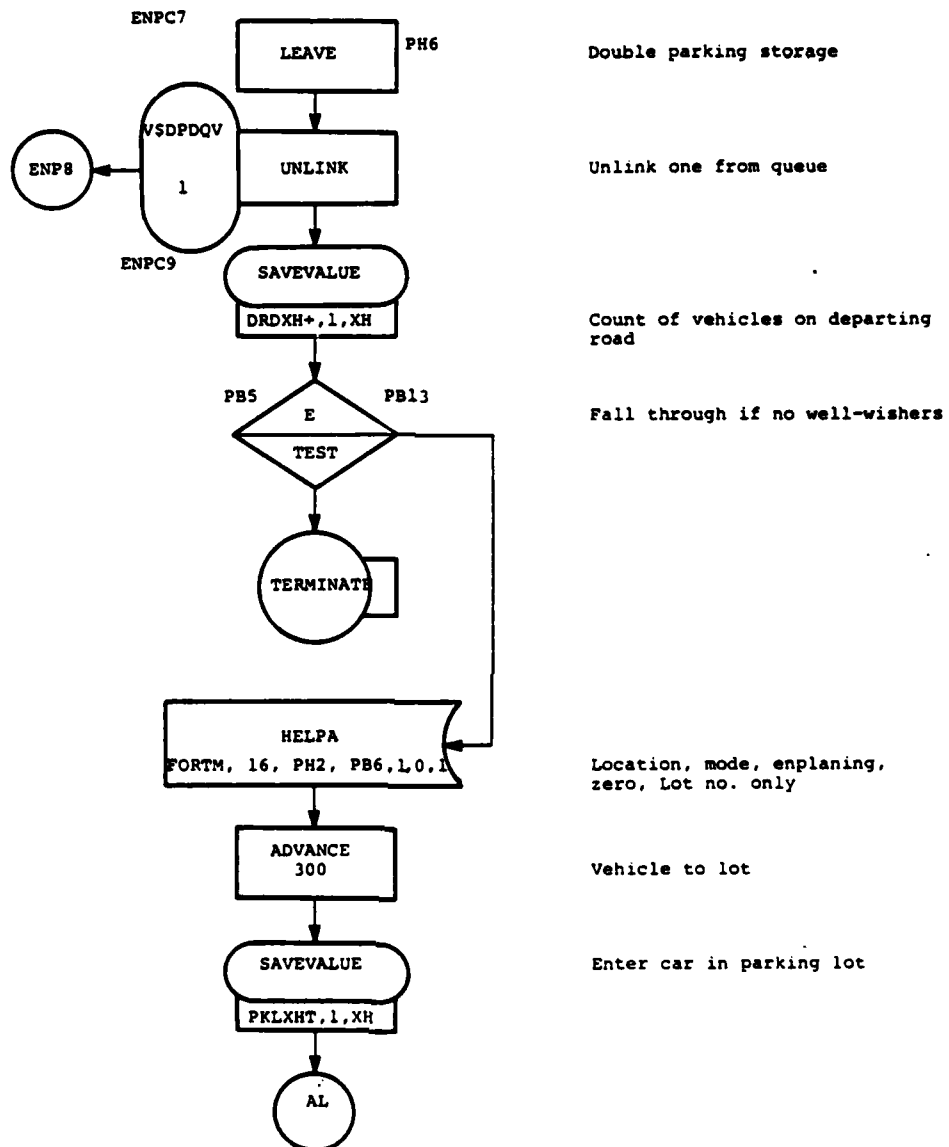 ENPC7
LEAVE
PH6
Double parking storage
V$DPDQV
1
ENP8
UNLINK
Unlink one from queue
ENPC9
SAVEVALUE
DRDXH+,1,XH
Count of vehicles on departing
road
PB5
PB13
E
TEST
Fall through if no well-wishers
TERMINATE
HELPA
FORTM, 16, PH2, PB6,1,0,1
Location, mode, enplaning,
zero, Lot no. only
ADVANCE
300
Vehicle to lot
SAVEVALUE
PKLXHT,1,XH
Enter car in parking lot
AL